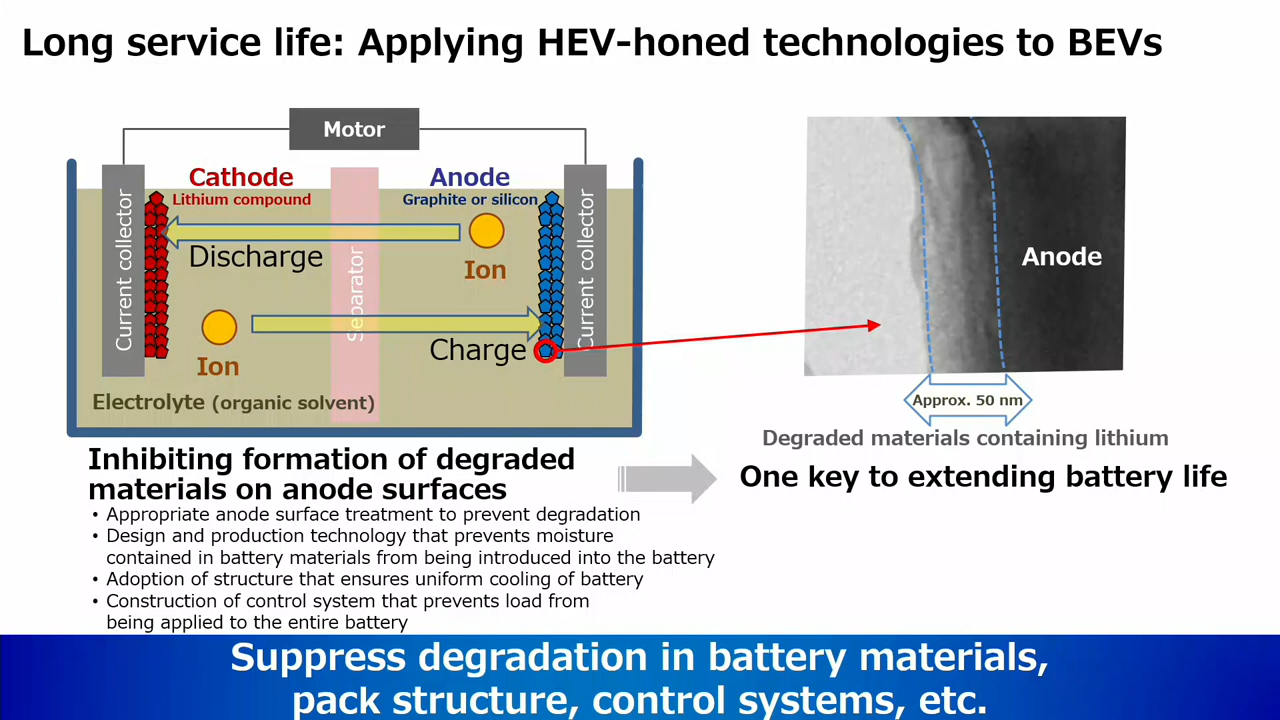 Long service life: Applying HEV-honed technologies to BEVs
Motor
Cathode
Lithium compound
Anode
Graphite or silicon
Current collector
Separator
Current collector
Discharge
Ion
Ion
Charge
Electrolyte (organic solvent)
Anode
Approx. 50 nm
Degraded materials containing lithium
Inhibiting formation of degraded
materials on anode surfaces
One key to extending battery life
• Appropriate anode surface treatment to prevent degradation
• Design and production technology that prevents moisture
contained in battery materials from being introduced into the battery
• Adoption of structure that ensures uniform cooling of battery
• Construction of control system that prevents load from
being applied to the entire battery
Suppress degradation in battery materials,
pack structure, control systems, etc.